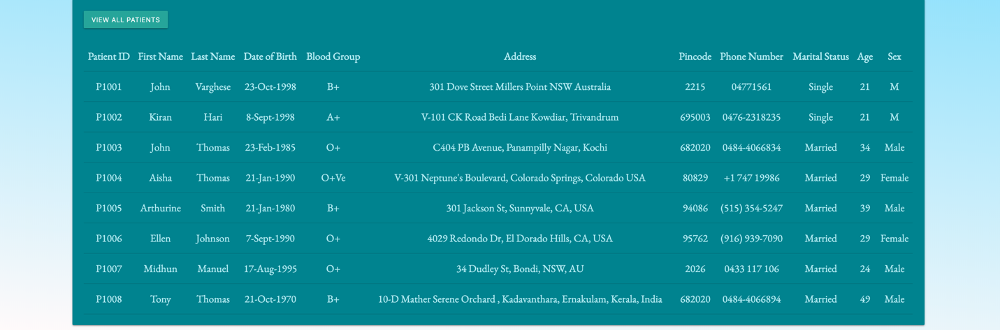 VIEW ALL PATIENTS
Patient ID First Name Last Name Date of Birth Blood Group Address Pincode Phone Number Marital Status Age Sex
P1001 John Varghese 23-Oct-1998 B+ 301 Dove Street Millers Point NSW Australia 2215 04771561 Single 21 M
P1002 Kiran Hari 8-Sept-1998 A+ V-101 CK Road Bedi Lane Kowdiar, Trivandrum 695003 0476-2318235 Single 21 M
P1003 John Thomas 23-Feb-1985 O+ C404 PB Avenue, Panampilly Nagar, Kochi 682020 0484-4066834 Married 34 Male
P1004 Aisha Thomas 21-Jan-1990 O+Ve V-301 Neptune's Boulevard, Colorado Springs, Colorado USA 80829 +1 747 19986 Married 29 Female
P1005 Arthurine Smith 21-Jan-1980 B+ 301 Jackson St, Sunnyvale, CA, USA 94086 (515) 354-5247 Married 39 Male
P1006 Ellen Johnson 7-Sept-1990 O+ 4029 Redondo Dr, El Dorado Hills, CA, USA 95762 (916) 939-7090 Married 29 Female
P1007 Midhun Manuel 17-Aug-1995 O+ 34 Dudley St, Bondi, NSW, AU 2026 0433 117 106 Married 24 Male
P1008 Tony Thomas 21-Oct-1970 B+ 10-D Mather Serene Orchard , Kadavanthara, Ernakulam, Kerala, India 682020 0484-4066894 Married 49 Male